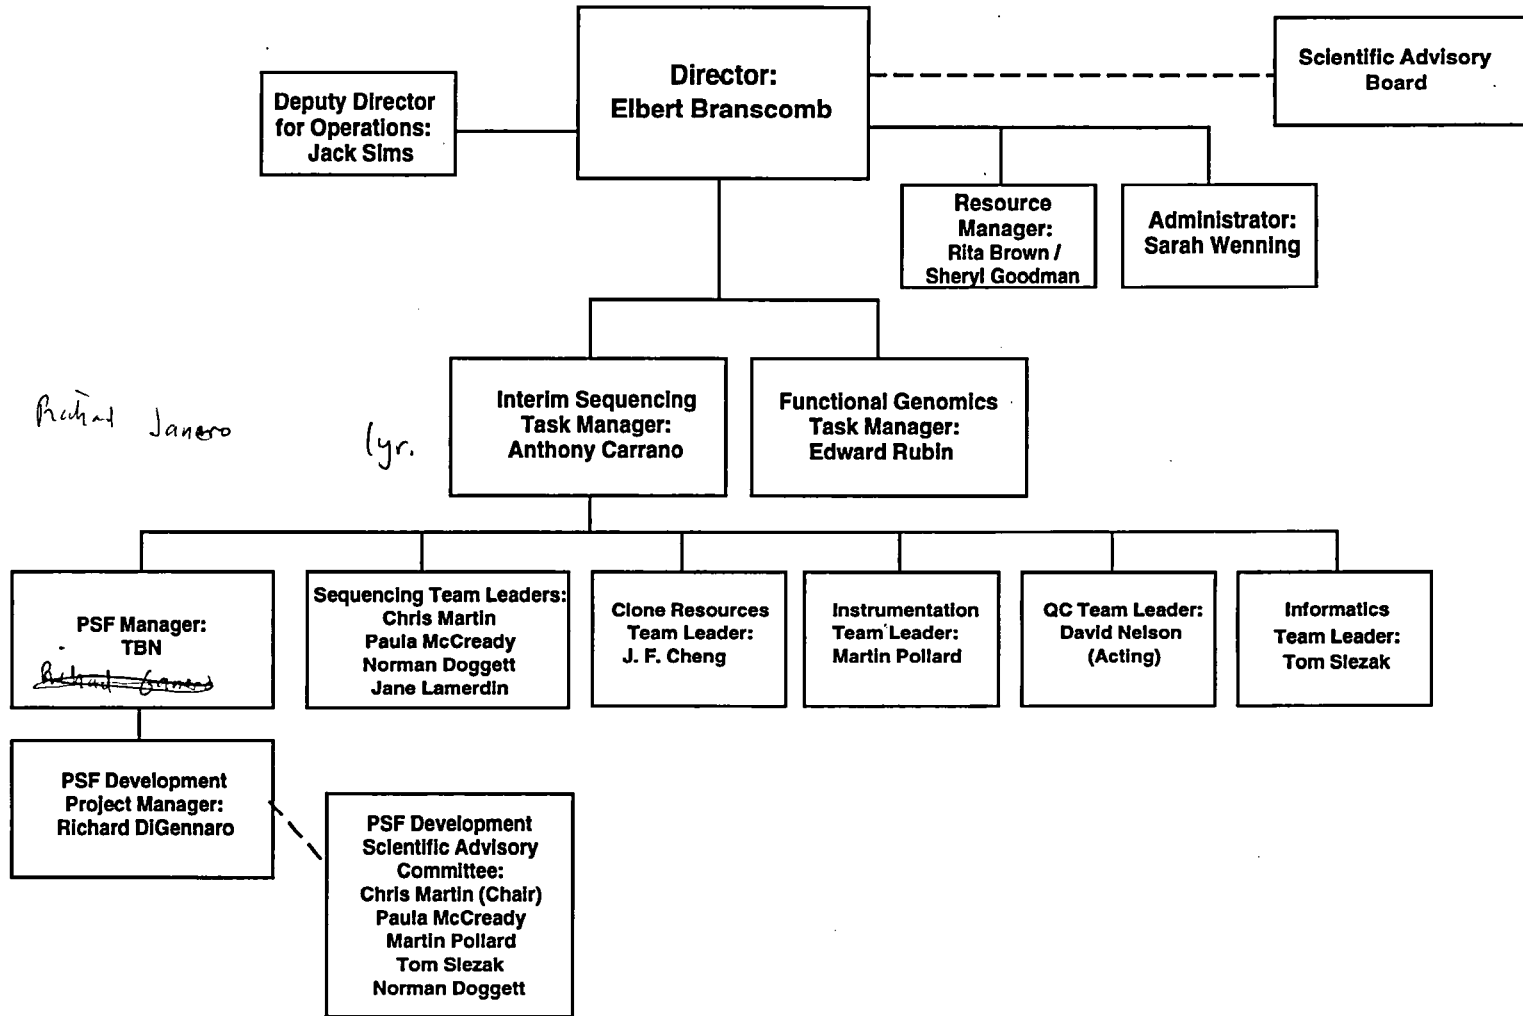 Director:
Elbert Branscomb
Scientific Advisory
Board
Deputy Director
for Operations:
Jack Sims
Resource
Manager:
Rita Brown /
Sheryl Goodman
Administrator:
Sarah Wenning
Interim Sequencing
Task Manager:
Anthony Carrano
Functional Genomics
Task Manager:
Edward Rubin
Janero
1yr.
PSF Manager:
TBN
Sequencing Team Leaders:
Chris Martin
Paula McCready
Norman Doggett
Jane Lamerdin
Clone Resources
Team Leader:
J. F. Cheng
Instrumentation
Team Leader:
Martin Pollard
QC Team Leader:
David Nelson
(Acting)
Informatics
Team Leader:
Tom Slezak
PSF Development
Project Manager:
Richard DiGennaro
PSF Development
Scientific Advisory
Committee:
Chris Martin (Chair)
Paula McCready
Martin Pollard
Tom Slezak
Norman Doggett